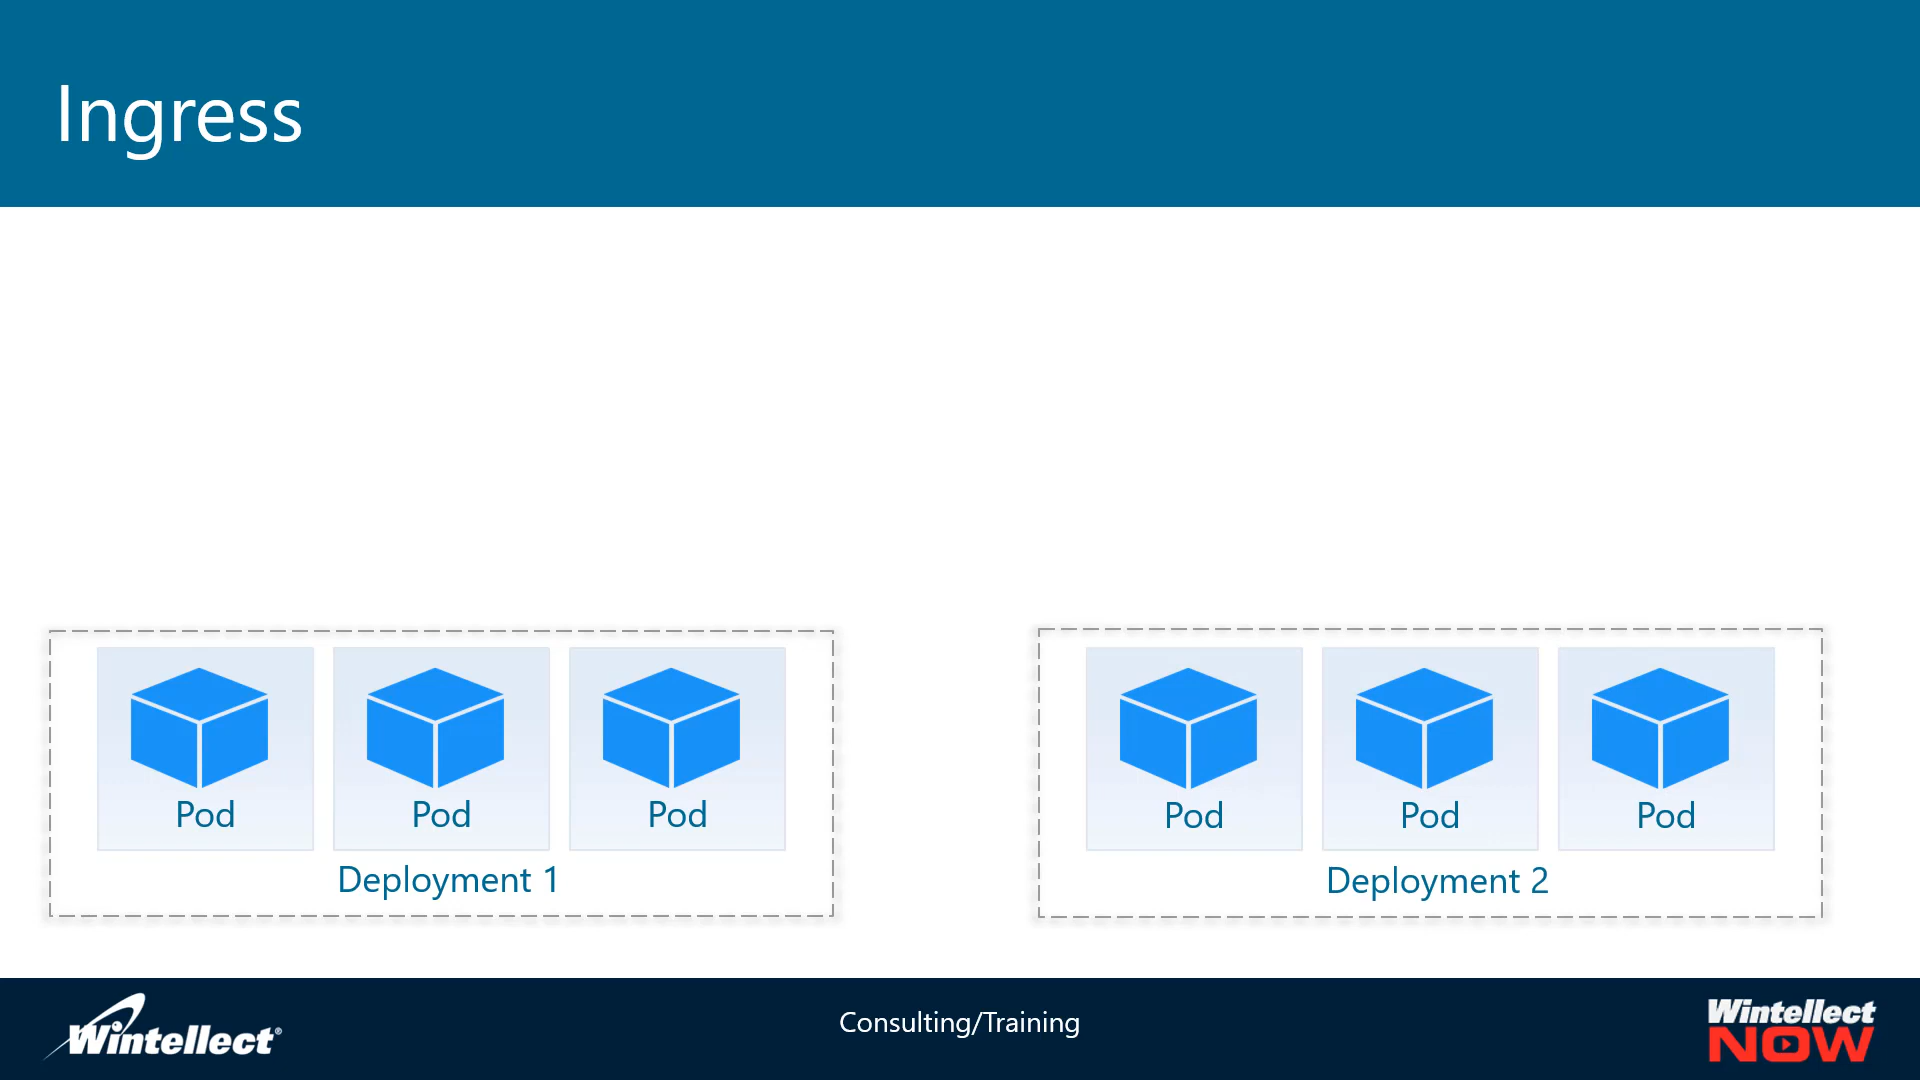 Ingress
Pod
Pod
Pod
Deployment 1
Pod
Pod
Pod
Deployment 2
Wintellect®
Consulting/Training
Wintellect
NOW